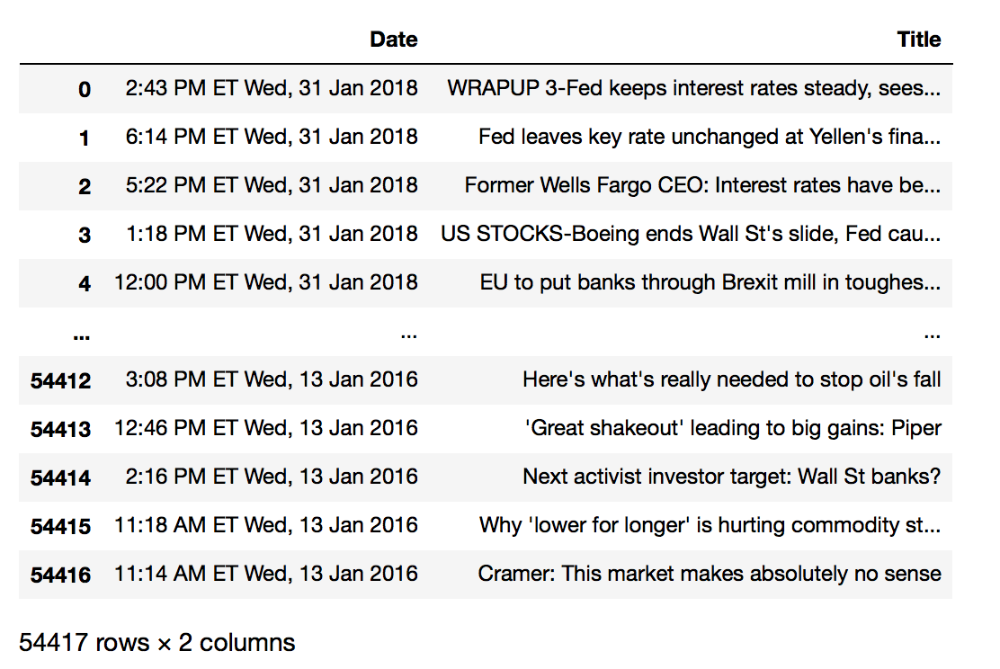 Date Title
0 2:43 PM ET Wed, 31 Jan 2018 WRAPUP 3-Fed keeps interest rates steady, sees...
1 6:14 PM ET Wed, 31 Jan 2018 Fed leaves key rate unchanged at Yellen's fina...
2 5:22 PM ET Wed, 31 Jan 2018 Former Wells Fargo CEO: Interest rates have be...
3 1:18 PM ET Wed, 31 Jan 2018 US STOCKS-Boeing ends Wall St's slide, Fed cau...
4 12:00 PM ET Wed, 31 Jan 2018 EU to put banks through Brexit mill in toughes...
... ... ...
54412 3:08 PM ET Wed, 13 Jan 2016 Here's what's really needed to stop oil's fall
54413 12:46 PM ET Wed, 13 Jan 2016 'Great shakeout' leading to big gains: Piper
54414 2:16 PM ET Wed, 13 Jan 2016 Next activist investor target: Wall St banks?
54415 11:18 AM ET Wed, 13 Jan 2016 Why 'lower for longer' is hurting commodity st...
54416 11:14 AM ET Wed, 13 Jan 2016 Cramer: This market makes absolutely no sense
54417 rows × 2 columns